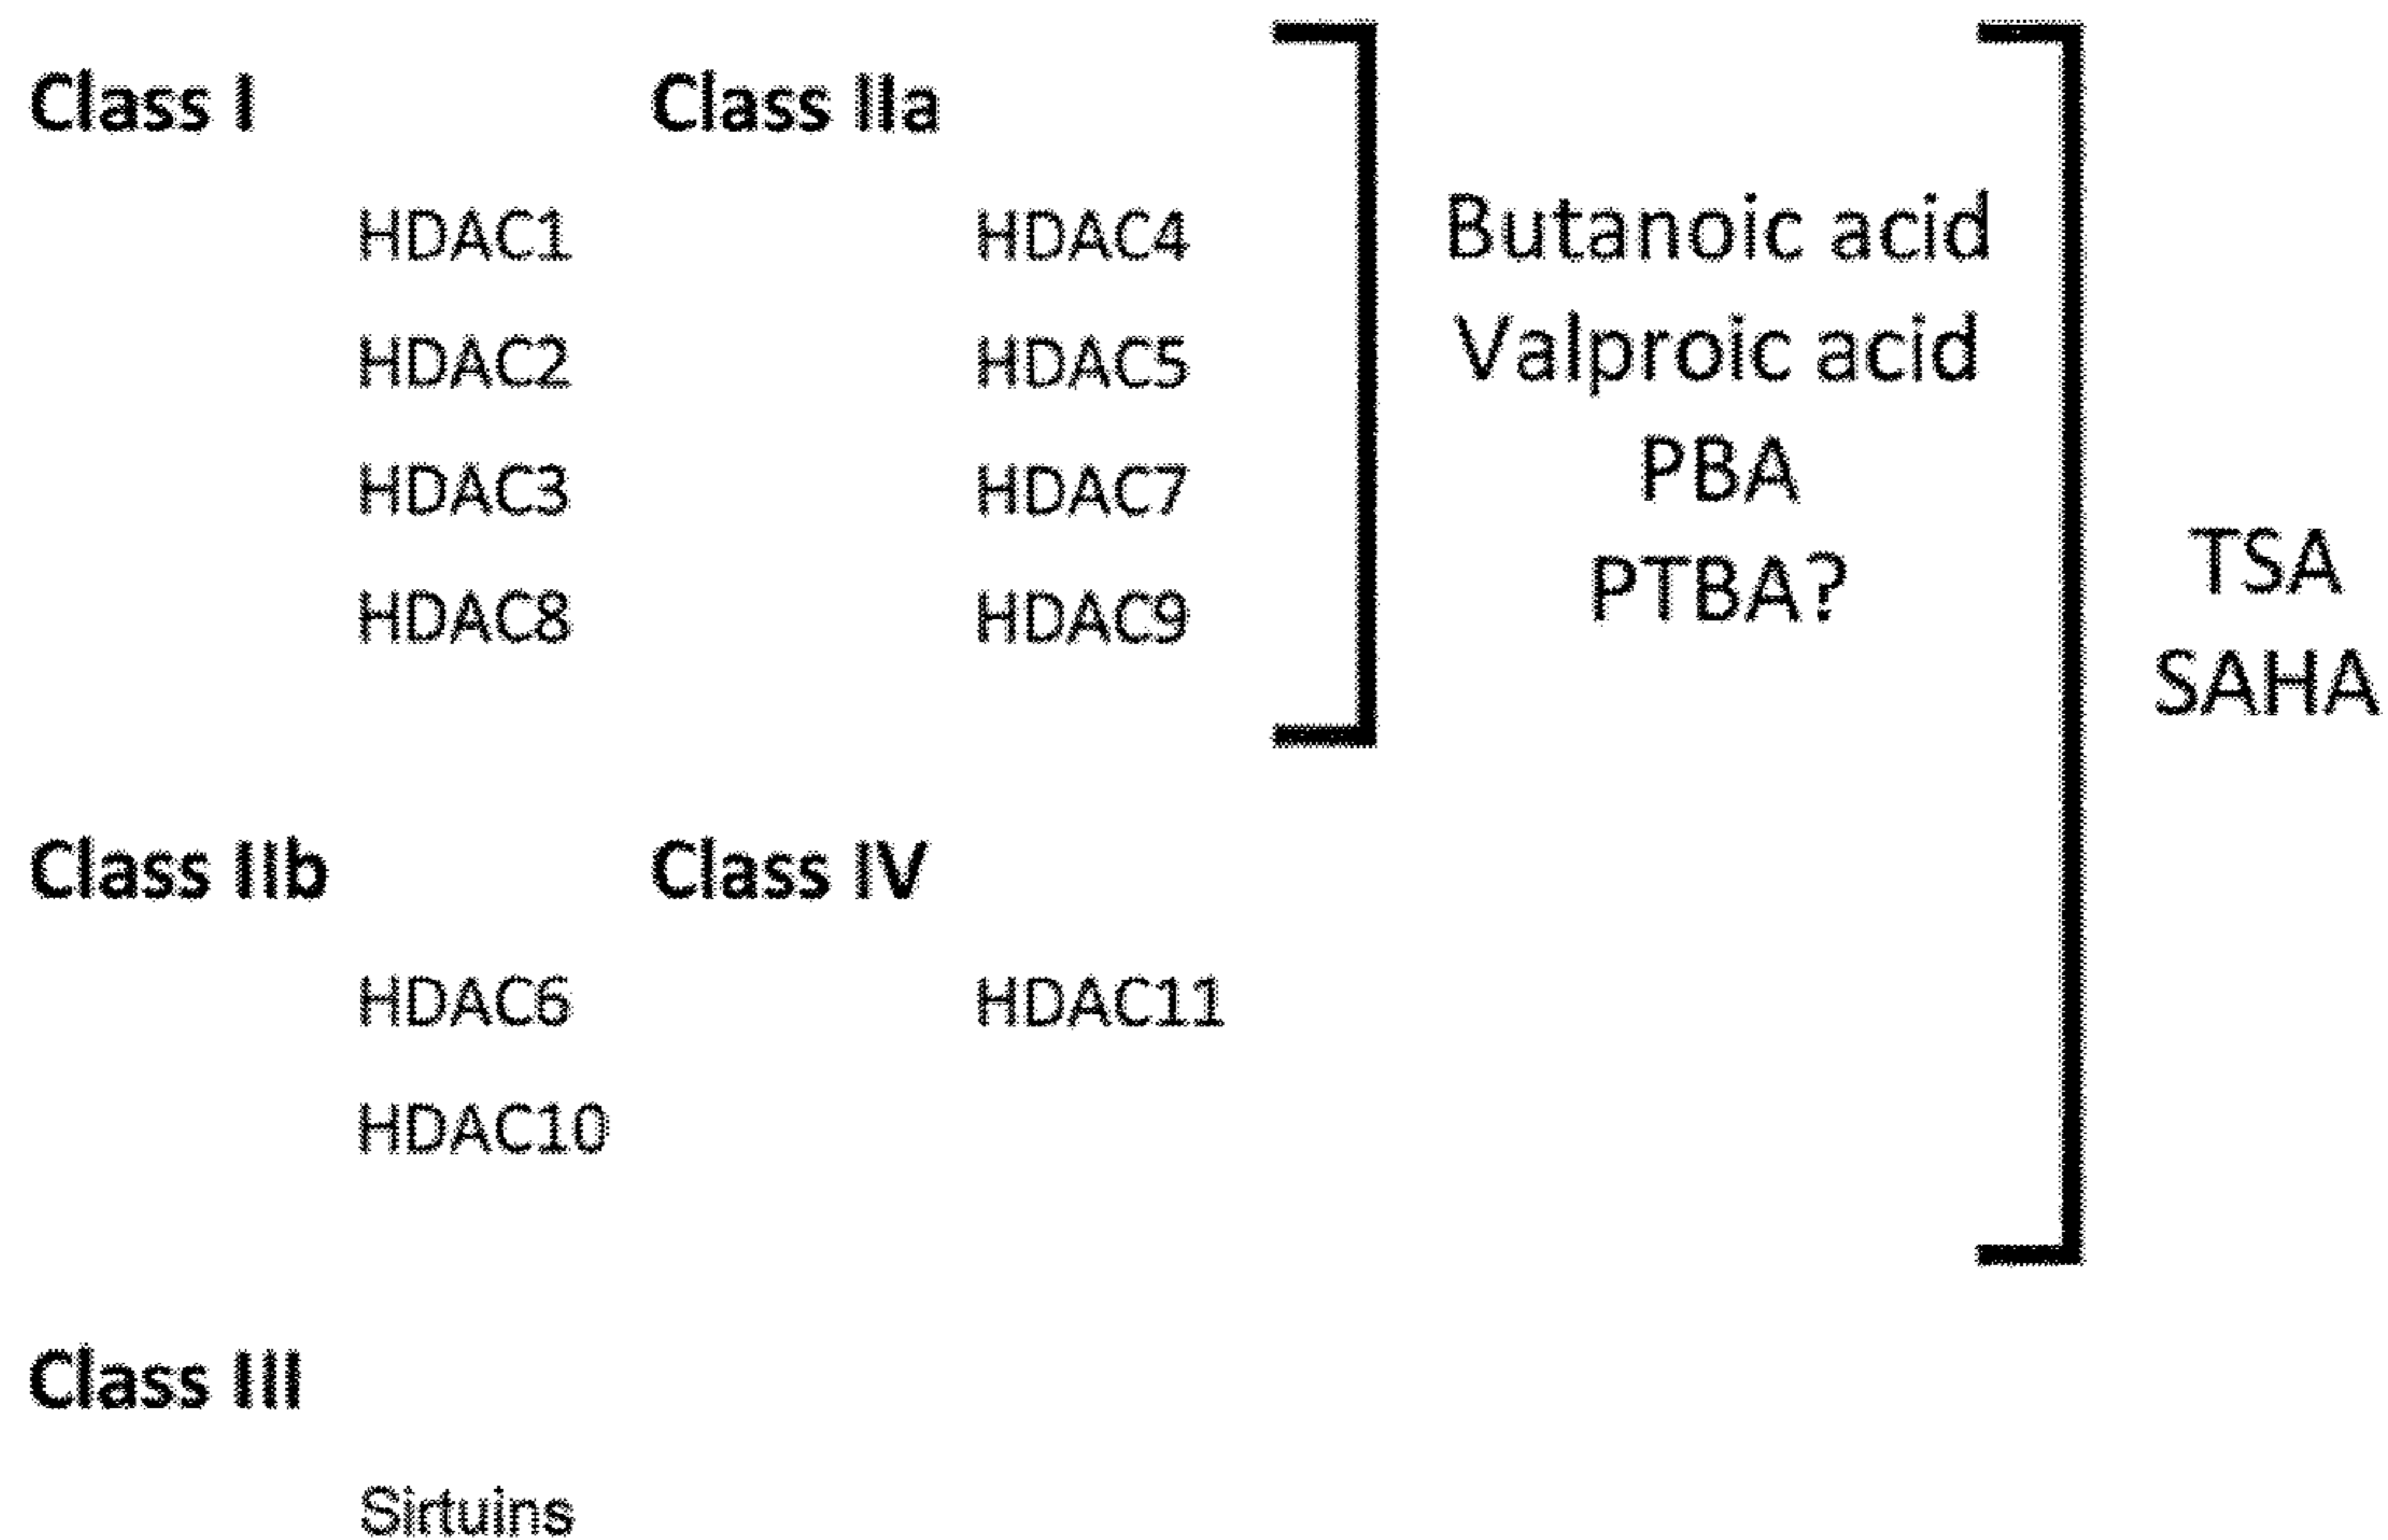 Class I
HDAC1
HDAC2
HDAC3
HDAC8
Class IIa
HDAC4
HDAC5
HDAC7
HDAC9
Butanoic acid
Valproic acid
PBA
PTBA?
TSA
SAHA
Class IIb
HDAC6
HDAC10
Class IV
HDAC11
Class III
Sirtuins